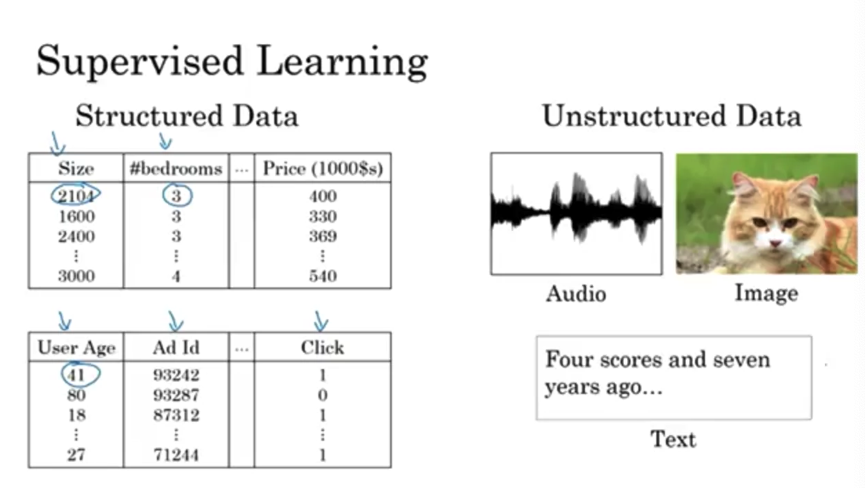 Supervised Learning
Structured Data
Size #bedrooms ... Price (1000$s)
2104 3 400
1600 3 330
2400 3 369
⋮ ⋮ ⋮
3000 4 540
User Age Ad Id ... Click
41 93242 1
80 93287 0
18 87312 1
⋮ ⋮ ⋮
27 71244 1
Unstructured Data
Audio
Image
Four scores and seven
years ago...
Text